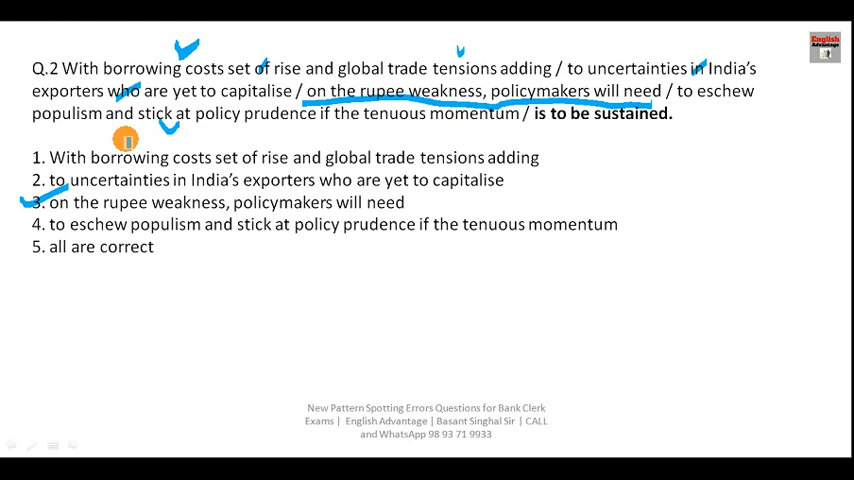 English
Advantage
Q.2 With borrowing costs set of rise and global trade tensions adding / to uncertainties in India's
exporters who are yet to capitalise / on the rupee weakness, policymakers will need / to eschew
populism and stick at policy prudence if the tenuous momentum / is to be sustained.
1. With borrowing costs set of rise and global trade tensions adding
2. to uncertainties in India's exporters who are yet to capitalise
3. on the rupee weakness, policymakers will need
4. to eschew populism and stick at policy prudence if the tenuous momentum
5. all are correct
New Pattern Spotting Errors Questions for Bank Clerk
Exams | English Advantage | Basant Singhal Sir | CALL
and WhatsApp 98 93 71 9933